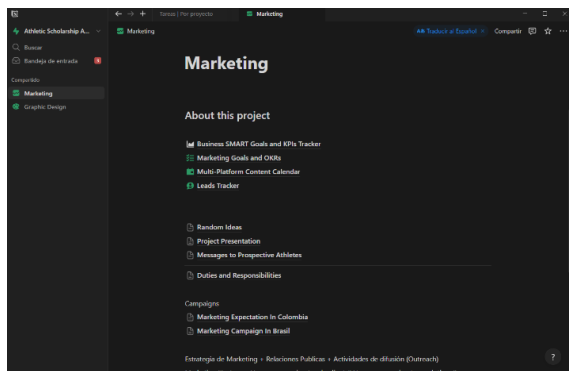 Tareas | Por proyecto
Marketing
Athletic Scholarship A...
Marketing
Traducir al Español
Compartir
Buscar
Bandeja de entrada
Compartido
Marketing
Graphic Design
Marketing
About this project
Business SMART Goals and KPIs Tracker
Marketing Goals and OKRs
Multi-Platform Content Calendar
Leads Tracker
Random Ideas
Project Presentation
Messages to Prospective Athletes
Duties and Responsibilities
Campaigns
Marketing Expectation In Colombia
Marketing Campaign In Brasil
Estrategia de Marketing + Relaciones Publicas + Actividades de difusión (Outreach)
?